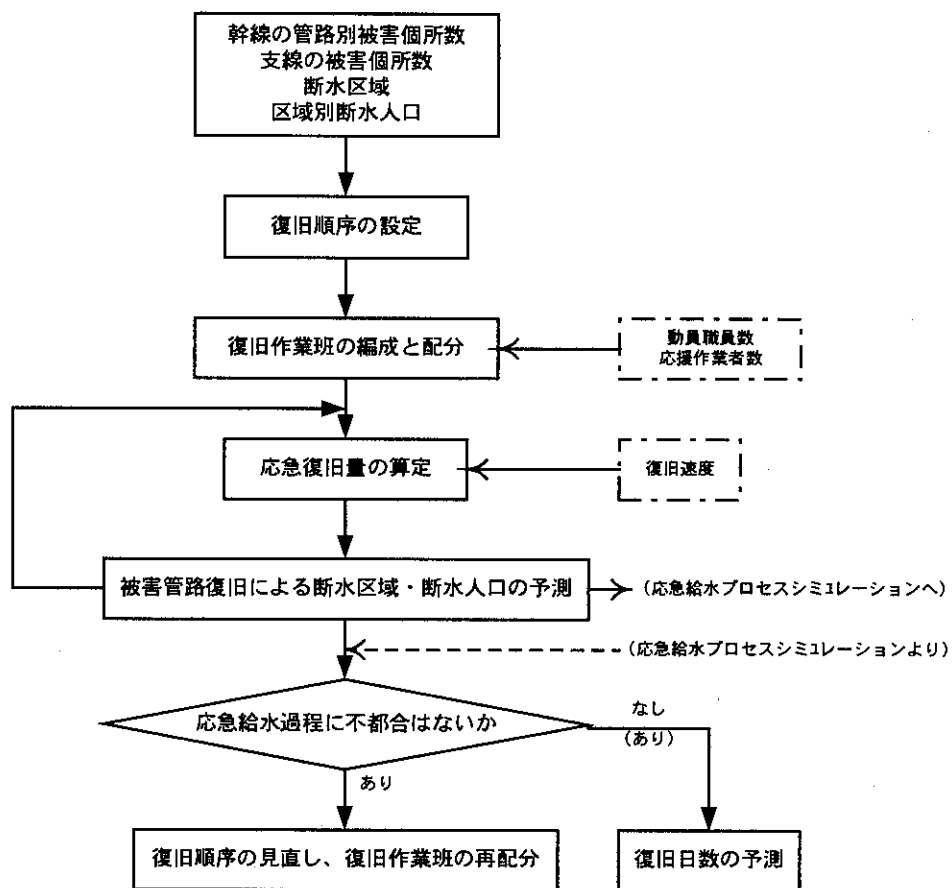 幹線の管路別被害個所数
支線の被害個所数
断水区域
区域別断水人口
復旧順序の設定
復旧作業班の編成と配分
動員職員数
応援作業者数
応急復旧量の算定
復旧速度
被害管路復旧による断水区域・断水人口の予測
(応急給水プロセスシミュレーションへ)
(応急給水プロセスシミュレーションより)
応急給水過程に不都合はないか
なし
(あり)
あり
復旧順序の見直し、復旧作業班の再配分
復旧日数の予測